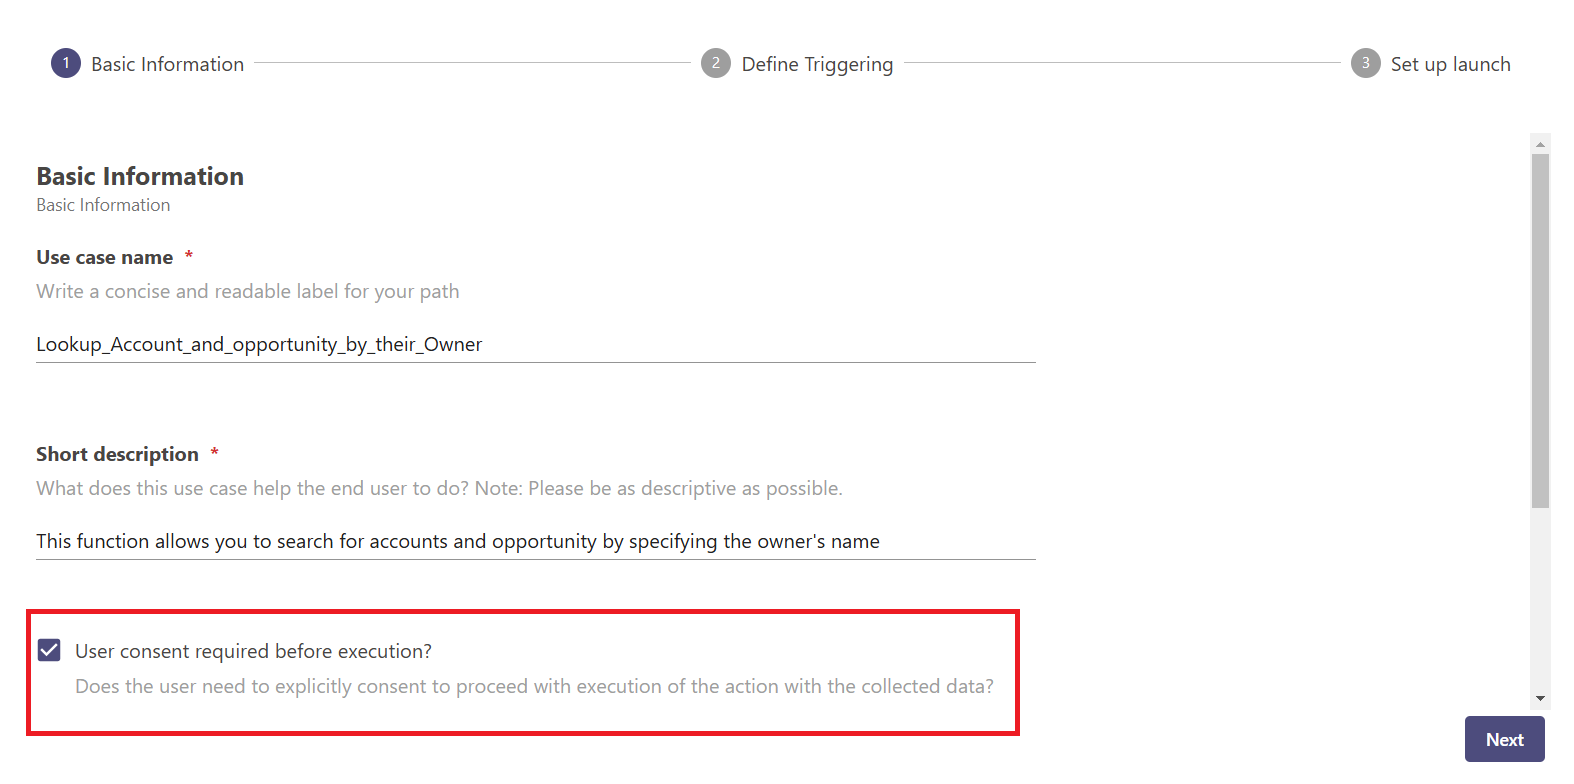 1 Basic Information 2 Define Triggering 3 Set up launch
Basic Information
Basic Information
Use case name *
Write a concise and readable label for your path
Lookup_Account_and_opportunity_by_their_Owner
Short description *
What does this use case help the end user to do? Note: Please be as descriptive as possible.
This function allows you to search for accounts and opportunity by specifying the owner's name
User consent required before execution?
Does the user need to explicitly consent to proceed with execution of the action with the collected data?
Next